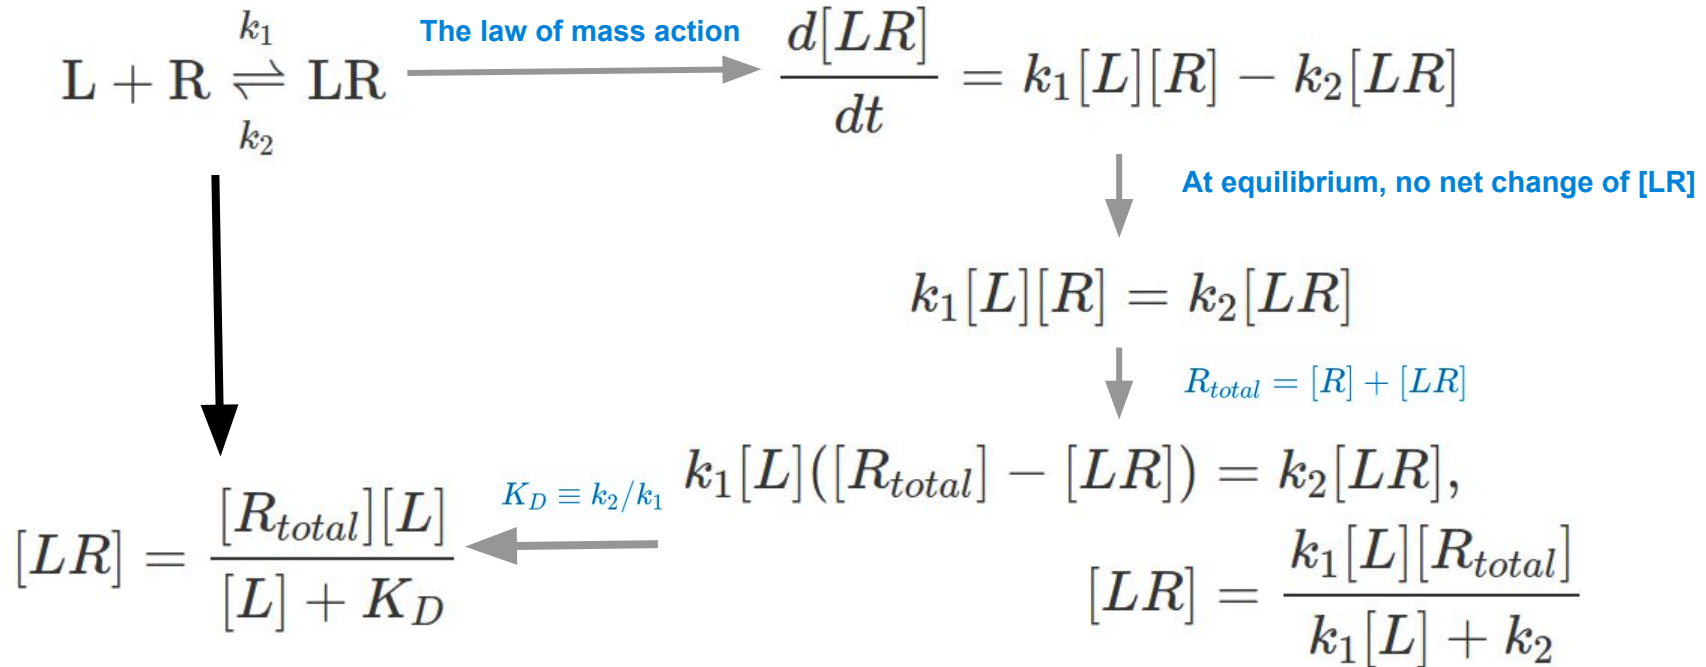 L + R ⇌ LR
k₁
k₂
The law of mass action
d[LR]/dt = k₁[L][R] − k₂[LR]
At equilibrium, no net change of [LR]
k₁[L][R] = k₂[LR]
R_total = [R] + [LR]
k₁[L]([R_total] − [LR]) = k₂[LR],
[LR] = k₁[L][R_total] / (k₁[L] + k₂)
K_D ≡ k₂/k₁
[LR] = [R_total][L] / ([L] + K_D)